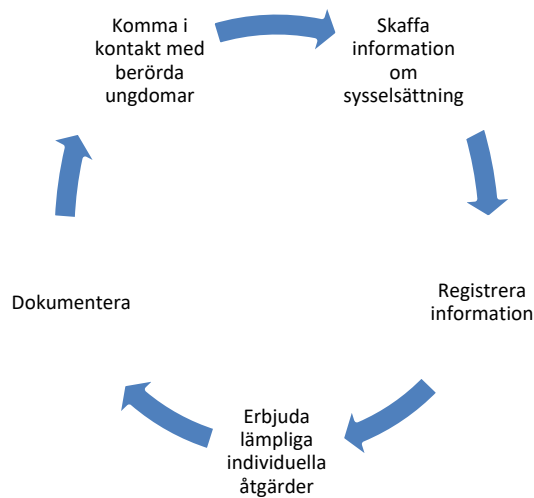 Komma i
kontakt med
berörda
ungdomar
Skaffa
information
om
sysselsättning
Registrera
information
Erbjuda
lämpliga
individuella
åtgärder
Dokumentera